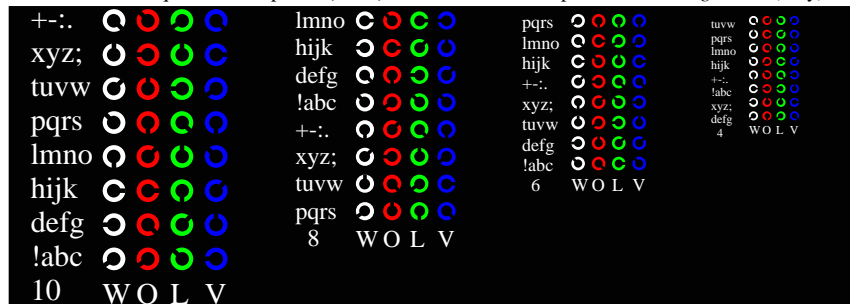 +-:.
xyz;
tuvw
pqrs
lmno
hijk
defg
!abc
10 W O L V
lmno
hijk
defg
!abc
+-:.
xyz;
tuvw
pqrs
8 W O L V
pqrs
lmno
hijk
+-:.
xyz;
tuvw
defg
!abc
6 W O L V
tuvw
pqrs
lmno
hijk
+-:.
!abc
xyz;
defg
4 W O L V